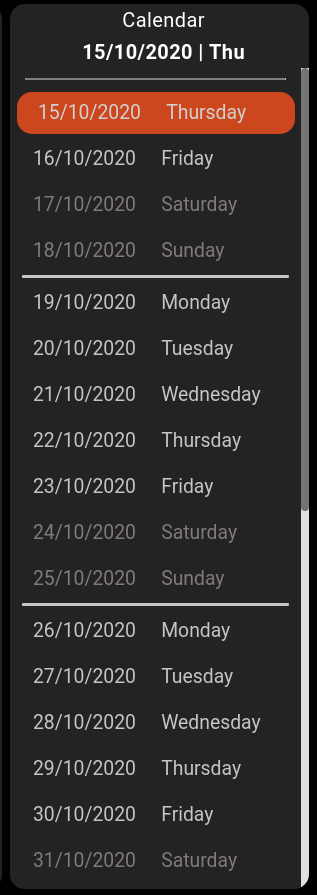 Calendar
15/10/2020 | Thu
15/10/2020 Thursday
16/10/2020 Friday
17/10/2020 Saturday
18/10/2020 Sunday
19/10/2020 Monday
20/10/2020 Tuesday
21/10/2020 Wednesday
22/10/2020 Thursday
23/10/2020 Friday
24/10/2020 Saturday
25/10/2020 Sunday
26/10/2020 Monday
27/10/2020 Tuesday
28/10/2020 Wednesday
29/10/2020 Thursday
30/10/2020 Friday
31/10/2020 Saturday